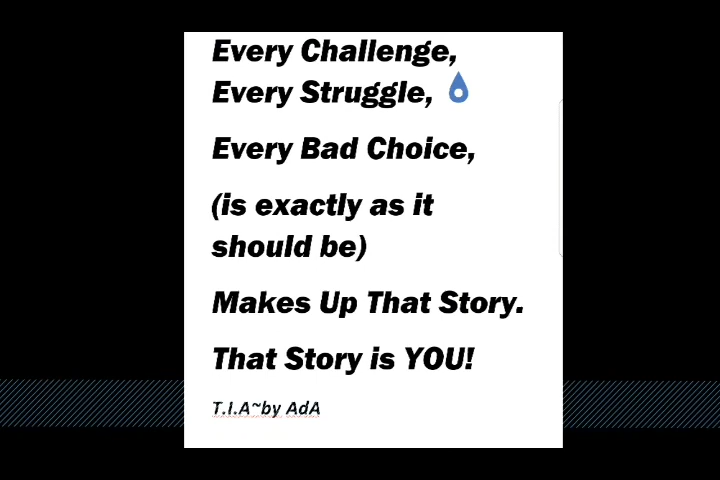 Every Challenge,
Every Struggle,
Every Bad Choice,
(is exactly as it
should be)
Makes Up That Story.
That Story is YOU!
T.I.A~by AdA